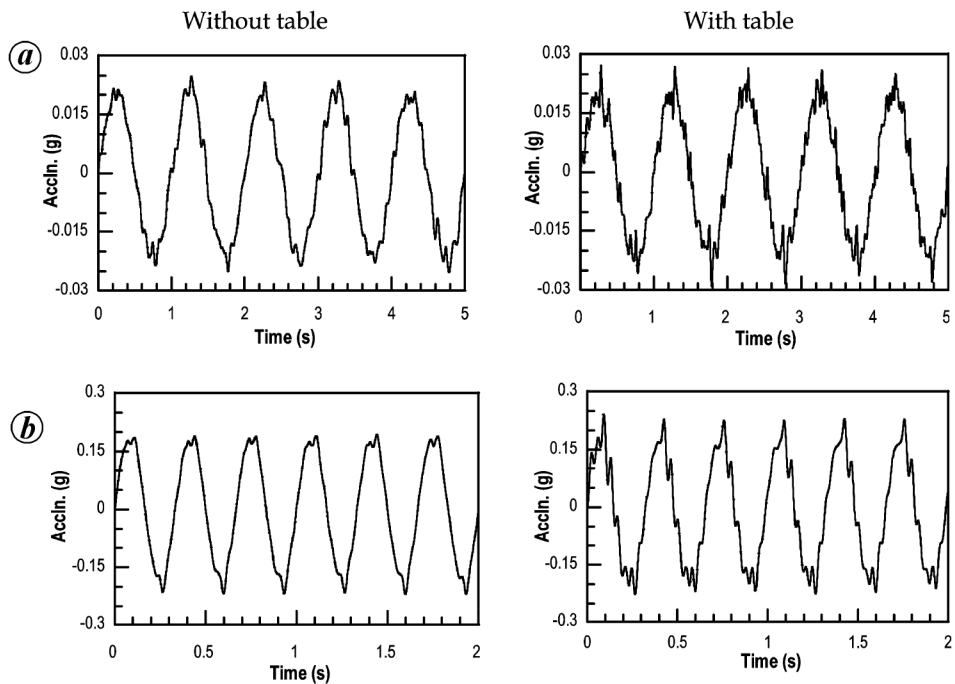 Without table
With table
a
0.03
0.015
0
-0.015
-0.03
Accln. (g)
0 1 2 3 4 5
Time (s)
0.03
0.015
0
-0.015
-0.03
Accln. (g)
0 1 2 3 4 5
Time (s)
b
0.3
0.15
0
-0.15
-0.3
Accln. (g)
0 0.5 1 1.5 2
Time (s)
0.3
0.15
0
-0.15
-0.3
Accln. (g)
0 0.5 1 1.5 2
Time (s)